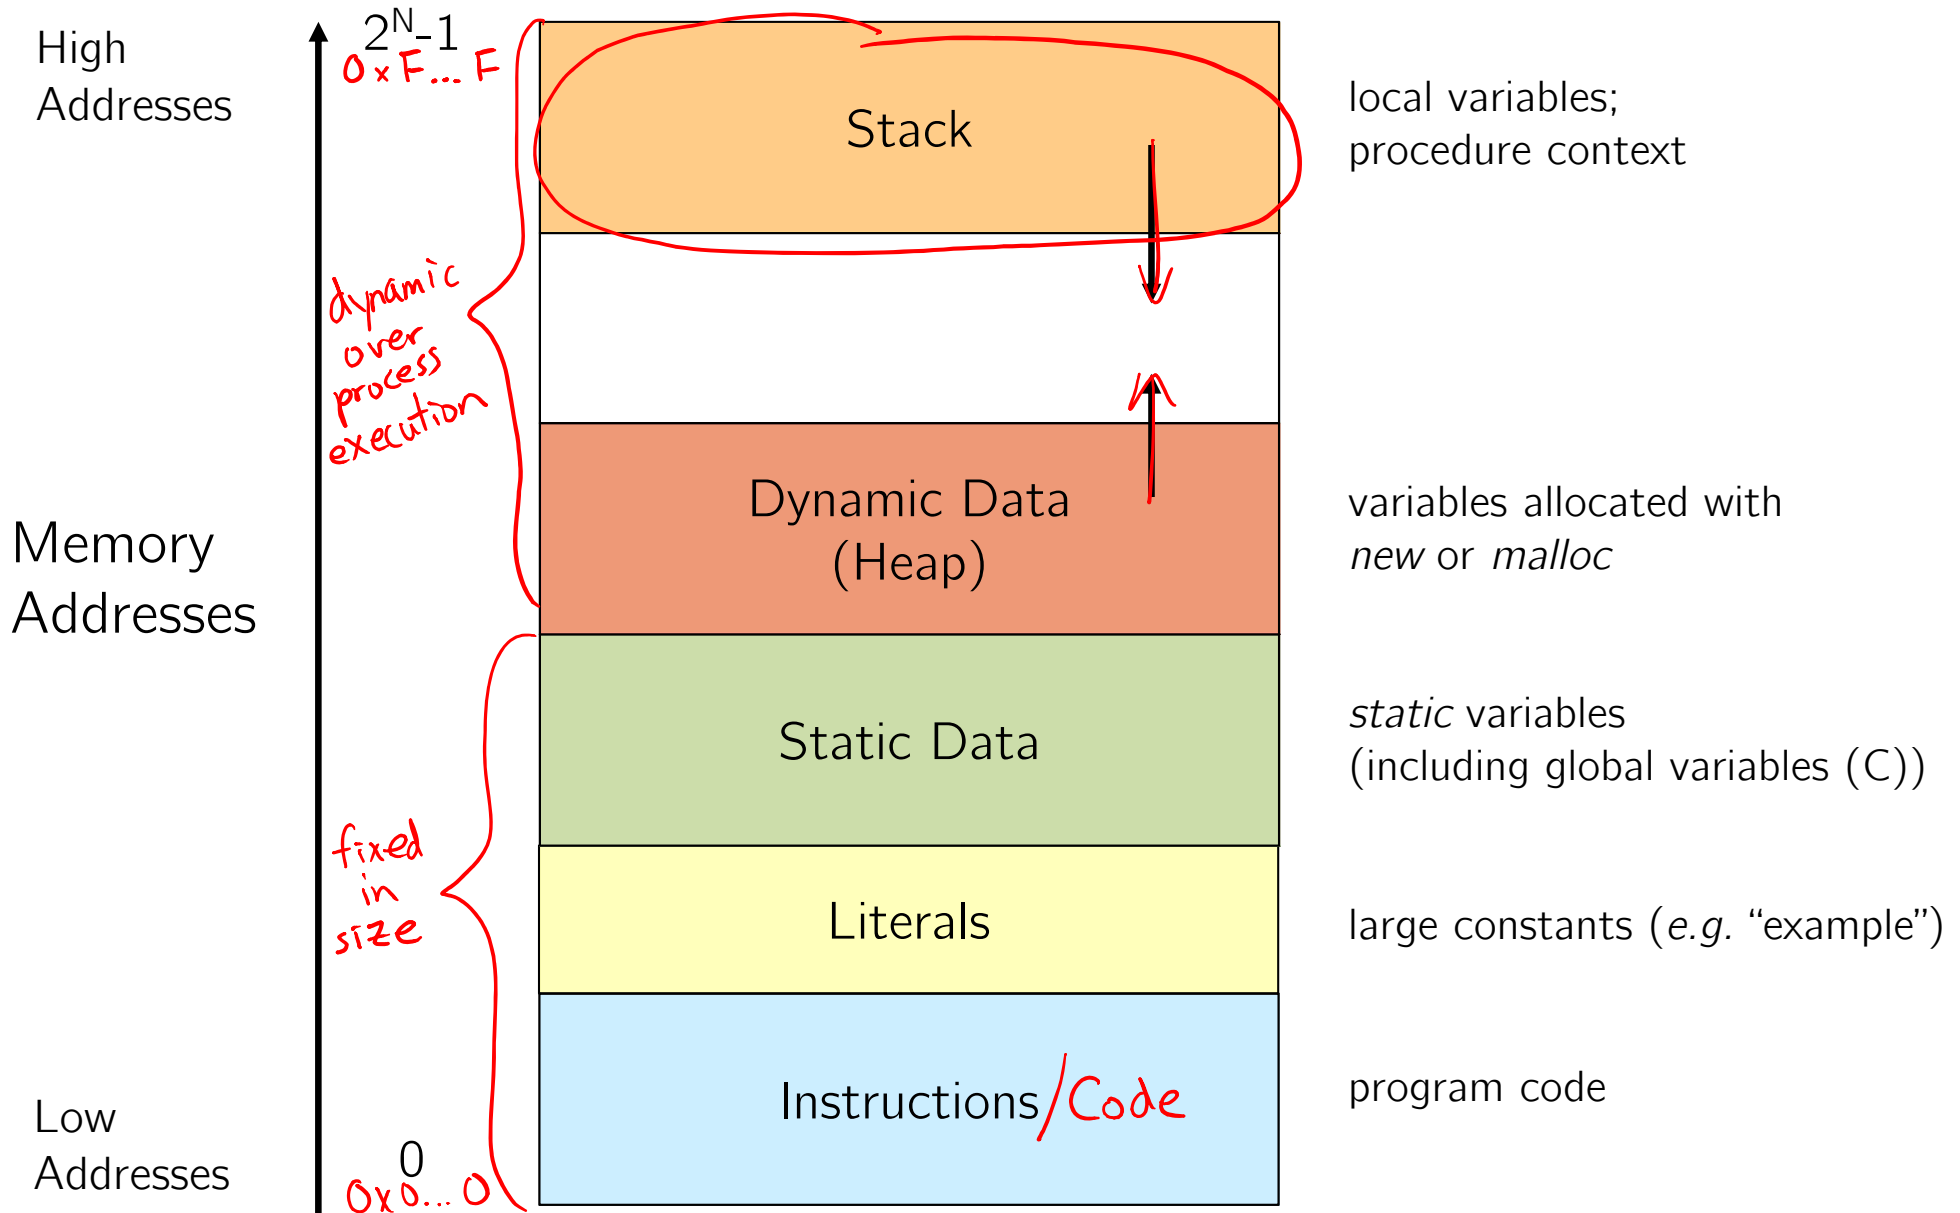 High
Addresses
2ᴺ-1
0xF...F
Stack
local variables;
procedure context
dynamic
over
process
execution
Memory
Addresses
Dynamic Data
(Heap)
variables allocated with
new or malloc
Static Data
static variables
(including global variables (C))
fixed
in
size
Literals
large constants (e.g. “example”)
Instructions/Code
program code
Low
Addresses
0
0x0...0